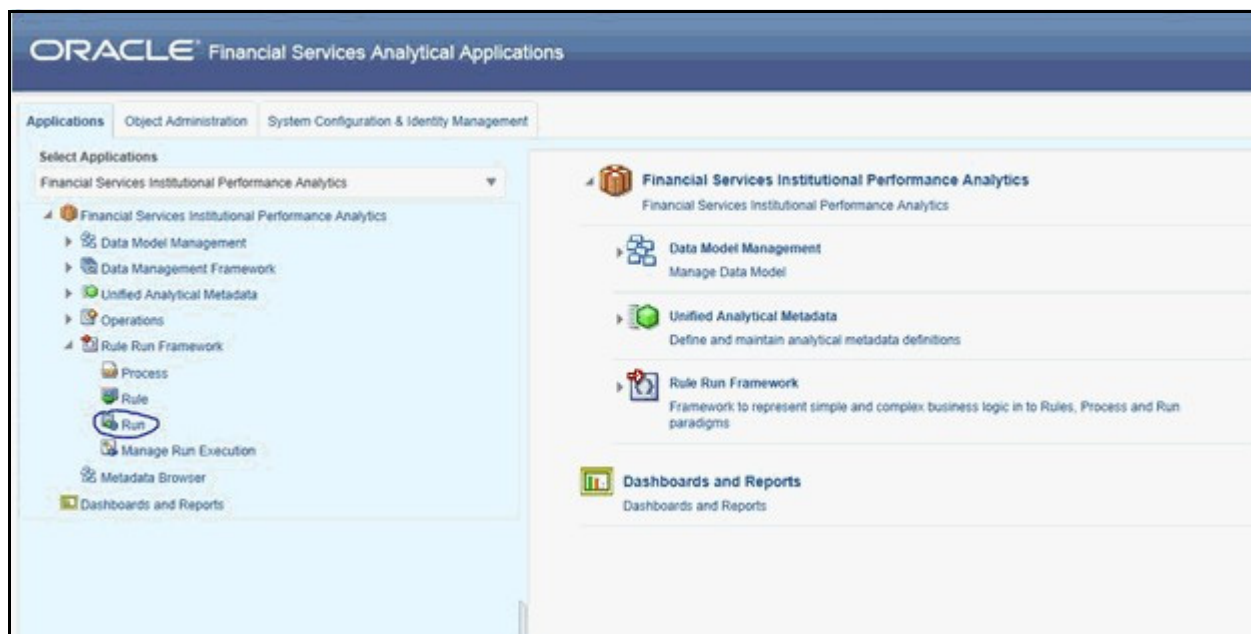 ORACLE® Financial Services Analytical Applications
Applications
Object Administration
System Configuration & Identity Management
Select Applications
Financial Services Institutional Performance Analytics
Financial Services Institutional Performance Analytics
Data Model Management
Data Management Framework
Unified Analytical Metadata
Operations
Rule Run Framework
Process
Rule
Run
Manage Run Execution
Metadata Browser
Dashboards and Reports
Financial Services Institutional Performance Analytics
Financial Services Institutional Performance Analytics
Data Model Management
Manage Data Model
Unified Analytical Metadata
Define and maintain analytical metadata definitions
Rule Run Framework
Framework to represent simple and complex business logic in to Rules, Process and Run
paradigms
Dashboards and Reports
Dashboards and Reports